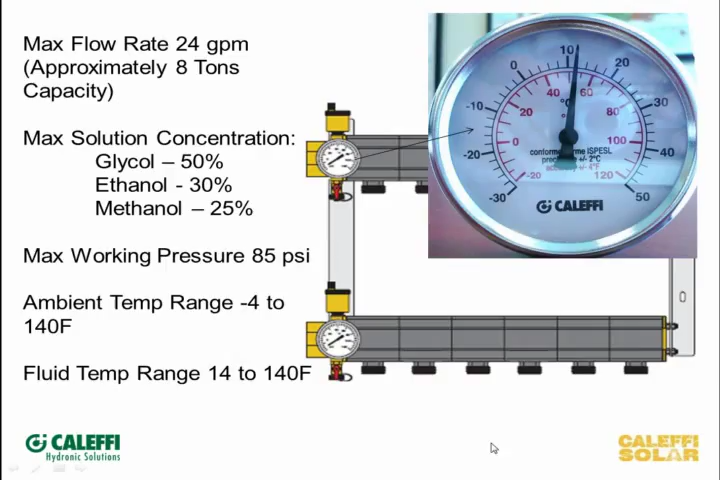 Max Flow Rate 24 gpm
(Approximately 8 Tons
Capacity)
Max Solution Concentration:
Glycol – 50%
Ethanol - 30%
Methanol – 25%
Max Working Pressure 85 psi
Ambient Temp Range -4 to
140F
Fluid Temp Range 14 to 140F
-30
-20
-10
0
10
20
30
40
50
-20
0
20
40
60
80
100
120
°C
ISPESL
+/- 2°C
CALEFFI
CALEFFI
Hydronic Solutions
CALEFFI
SOLAR